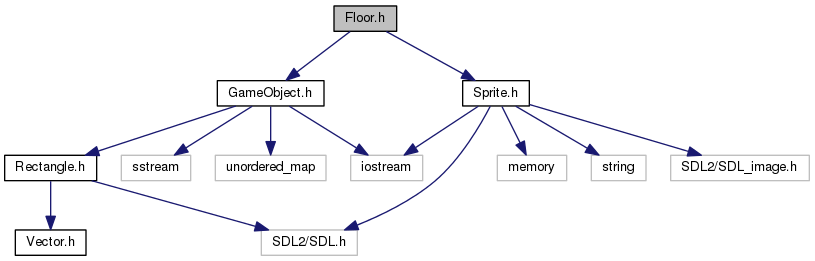 Floor.h
GameObject.h
Sprite.h
Rectangle.h
sstream
unordered_map
iostream
memory
string
SDL2/SDL_image.h
Vector.h
SDL2/SDL.h